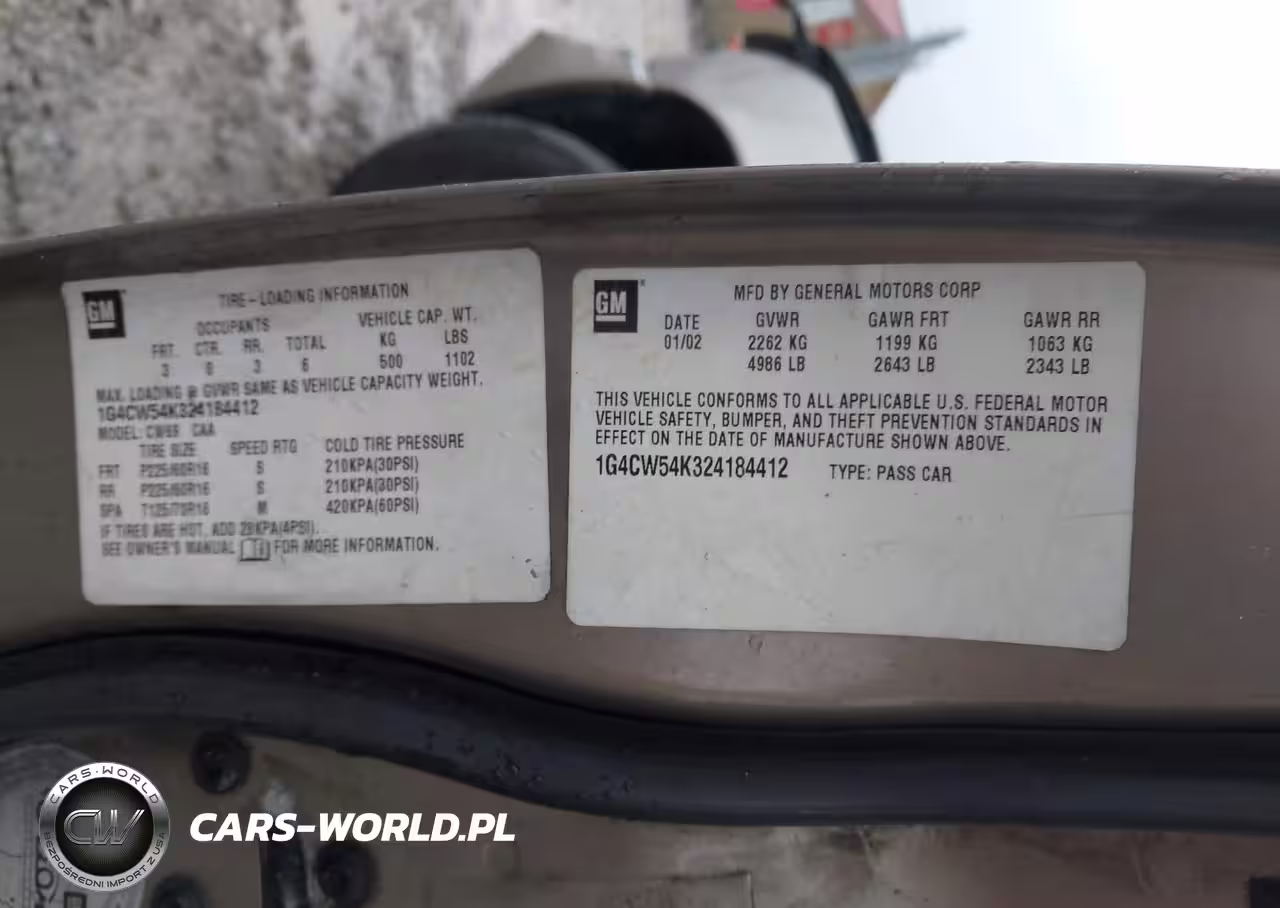 GM
TIRE-LOADING INFORMATION
OCCUPANTS VEHICLE CAP. WT.
FRT. CTR. RR. TOTAL KG LBS
3 0 3 6 500 1102
MAX. LOADING @ GVWR SAME AS VEHICLE CAPACITY WEIGHT.
1G4CW54K324184412
MODEL: CW69 CAA
TIRE SIZE SPEED RTG COLD TIRE PRESSURE
FRT P225/60R16 S 210KPA(30PSI)
RR P225/60R16 S 210KPA(30PSI)
SPA T125/70R16 M 420KPA(60PSI)
IF TIRES ARE HOT, ADD 28KPA(4PSI).
SEE OWNER'S MANUAL FOR MORE INFORMATION.
GM
MFD BY GENERAL MOTORS CORP
DATE GVWR GAWR FRT GAWR RR
01/02 2262 KG 1199 KG 1063 KG
4986 LB 2643 LB 2343 LB
THIS VEHICLE CONFORMS TO ALL APPLICABLE U.S. FEDERAL MOTOR
VEHICLE SAFETY, BUMPER, AND THEFT PREVENTION STANDARDS IN
EFFECT ON THE DATE OF MANUFACTURE SHOWN ABOVE.
1G4CW54K324184412 TYPE: PASS CAR
CARS-WORLD
CW
BEZPOŚREDNI IMPORT Z USA
CARS-WORLD.PL